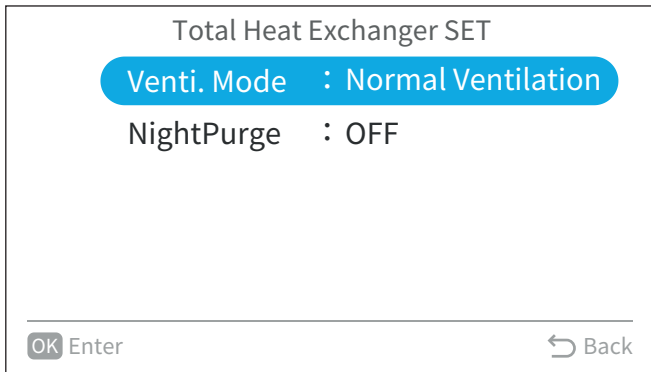 Total Heat Exchanger SET
Venti. Mode : Normal Ventilation
NightPurge : OFF
OK Enter Back